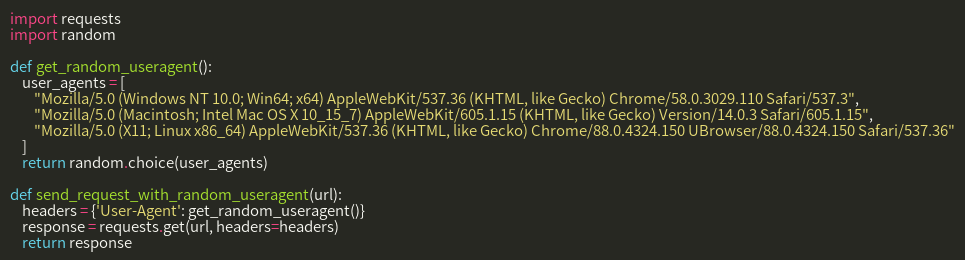 import requests
import random

def get_random_useragent():
    user_agents = [
        "Mozilla/5.0 (Windows NT 10.0; Win64; x64) AppleWebKit/537.36 (KHTML, like Gecko) Chrome/58.0.3029.110 Safari/537.3",
        "Mozilla/5.0 (Macintosh; Intel Mac OS X 10_15_7) AppleWebKit/605.1.15 (KHTML, like Gecko) Version/14.0.3 Safari/605.1.15",
        "Mozilla/5.0 (X11; Linux x86_64) AppleWebKit/537.36 (KHTML, like Gecko) Chrome/88.0.4324.150 UBrowser/88.0.4324.150 Safari/537.36"
    ]
    return random.choice(user_agents)

def send_request_with_random_useragent(url):
    headers = {'User-Agent': get_random_useragent()}
    response = requests.get(url, headers=headers)
    return response